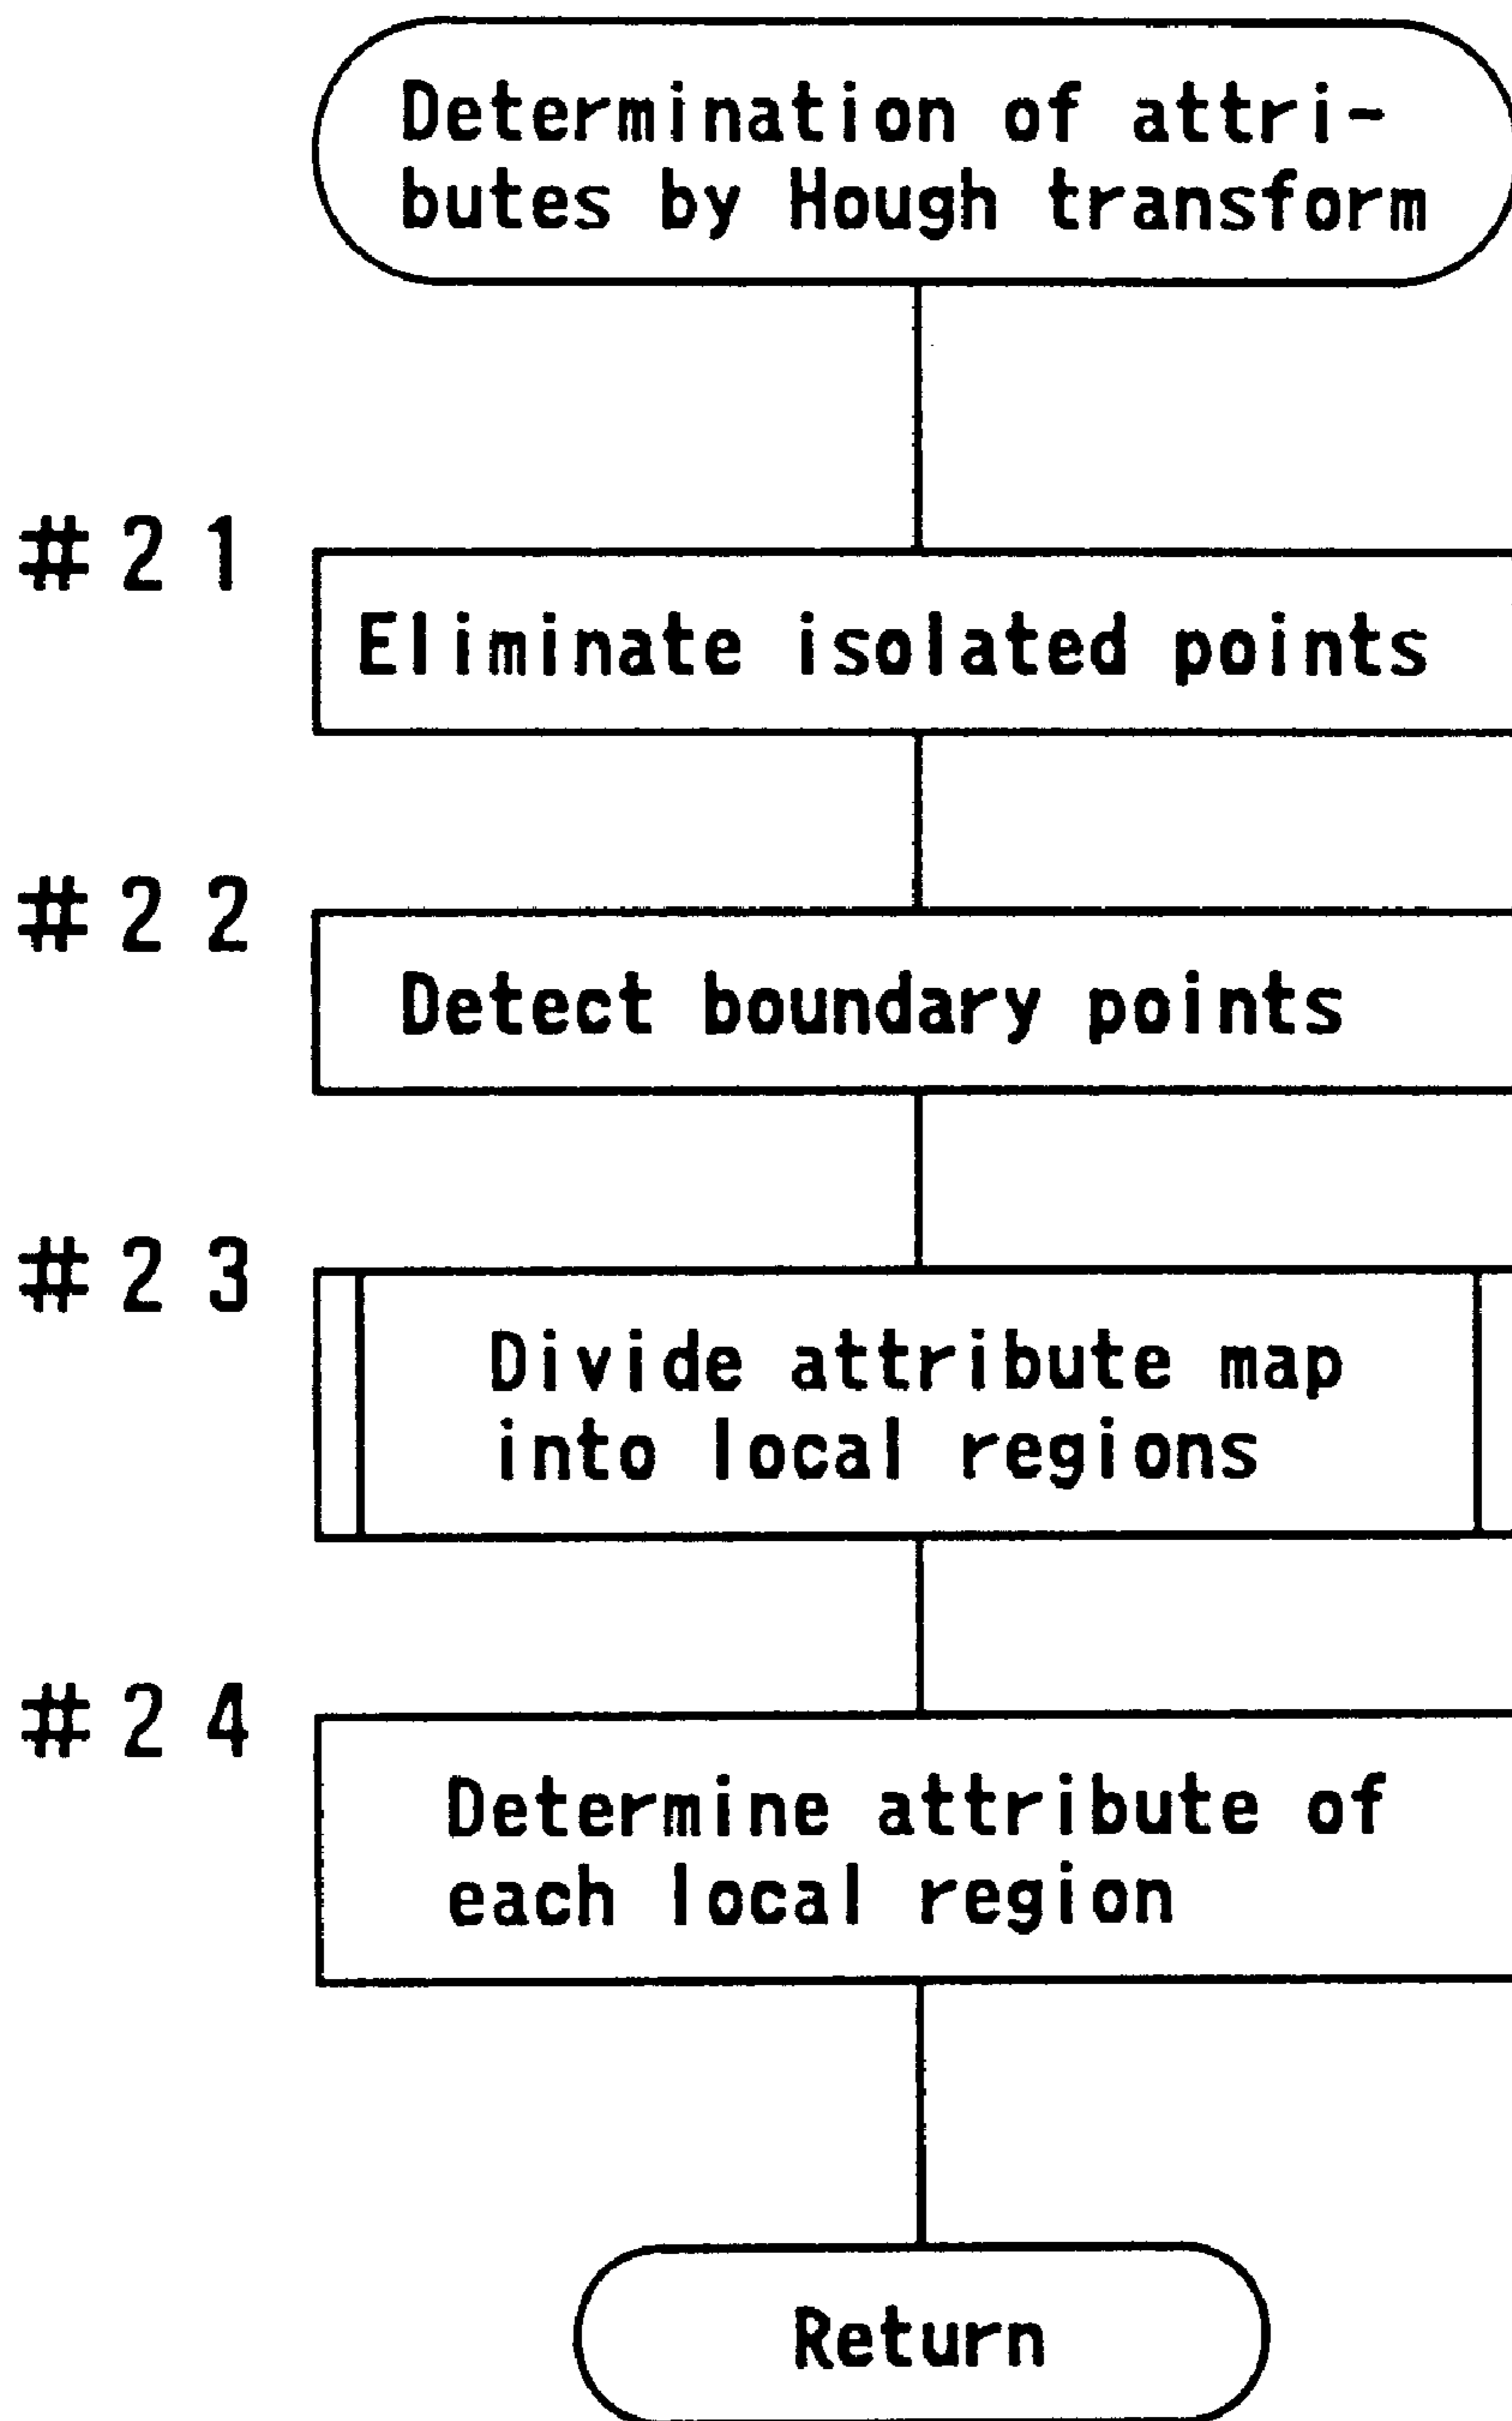 Determination of attri-
butes by Hough transform
#21
Eliminate isolated points
#22
Detect boundary points
#23
Divide attribute map
into local regions
#24
Determine attribute of
each local region
Return